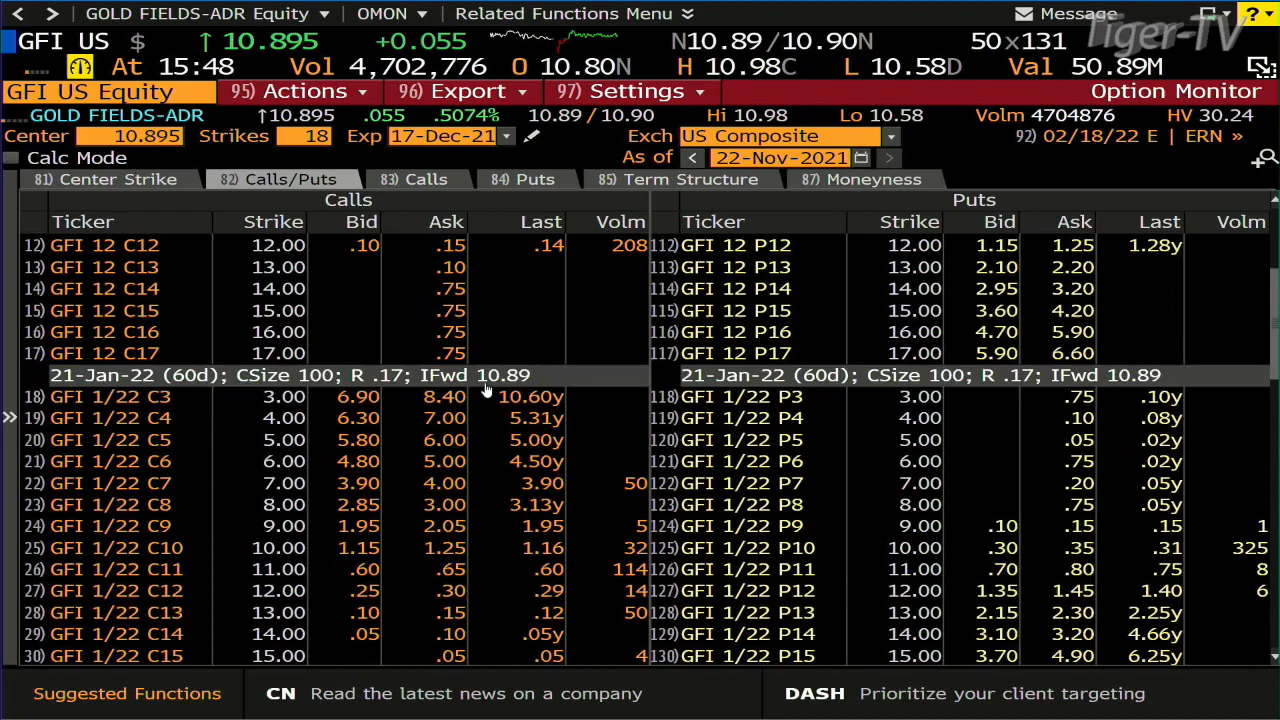 < > GOLD FIELDS-ADR Equity ▾ OMON ▾ Related Functions Menu Message ? ▾
Tiger-TV
GFI US $ ↑ 10.895 +0.055 N10.89/10.90N 50x131
At 15:48 Vol 4,702,776 O 10.80N H 10.98C L 10.58D Val 50.89M
GFI US Equity 95) Actions ▾ 96) Export ▾ 97) Settings ▾ Option Monitor
GOLD FIELDS-ADR ↑10.895 .055 .5074% 10.89 / 10.90 Hi 10.98 Lo 10.58 Volm 4704876 HV 30.24
Center 10.895 Strikes 18 Exp 17-Dec-21 Exch US Composite 92) 02/18/22 E | ERN »
Calc Mode As of < 22-Nov-2021 >
81) Center Strike 82) Calls/Puts 83) Calls 84) Puts 85) Term Structure 87) Moneyness
Calls Puts
Ticker Strike Bid Ask Last Volm Ticker Strike Bid Ask Last Volm
12) GFI 12 C12 12.00 .10 .15 .14 208 112) GFI 12 P12 12.00 1.15 1.25 1.28y
13) GFI 12 C13 13.00 .10 113) GFI 12 P13 13.00 2.10 2.20
14) GFI 12 C14 14.00 .75 114) GFI 12 P14 14.00 2.95 3.20
15) GFI 12 C15 15.00 .75 115) GFI 12 P15 15.00 3.60 4.20
16) GFI 12 C16 16.00 .75 116) GFI 12 P16 16.00 4.70 5.90
17) GFI 12 C17 17.00 .75 117) GFI 12 P17 17.00 5.90 6.60
21-Jan-22 (60d); CSize 100; R .17; IFwd 10.89 21-Jan-22 (60d); CSize 100; R .17; IFwd 10.89
18) GFI 1/22 C3 3.00 6.90 8.40 10.60y 118) GFI 1/22 P3 3.00 .75 .10y
19) GFI 1/22 C4 4.00 6.30 7.00 5.31y 119) GFI 1/22 P4 4.00 .10 .08y
20) GFI 1/22 C5 5.00 5.80 6.00 5.00y 120) GFI 1/22 P5 5.00 .05 .02y
21) GFI 1/22 C6 6.00 4.80 5.00 4.50y 121) GFI 1/22 P6 6.00 .75 .02y
22) GFI 1/22 C7 7.00 3.90 4.00 3.90 50 122) GFI 1/22 P7 7.00 .20 .05y
23) GFI 1/22 C8 8.00 2.85 3.00 3.13y 123) GFI 1/22 P8 8.00 .75 .05y
24) GFI 1/22 C9 9.00 1.95 2.05 1.95 5 124) GFI 1/22 P9 9.00 .10 .15 .15 1
25) GFI 1/22 C10 10.00 1.15 1.25 1.16 32 125) GFI 1/22 P10 10.00 .30 .35 .31 325
26) GFI 1/22 C11 11.00 .60 .65 .60 114 126) GFI 1/22 P11 11.00 .70 .80 .75 8
27) GFI 1/22 C12 12.00 .25 .30 .29 14 127) GFI 1/22 P12 12.00 1.35 1.45 1.40 6
28) GFI 1/22 C13 13.00 .10 .15 .12 50 128) GFI 1/22 P13 13.00 2.15 2.30 2.25y
29) GFI 1/22 C14 14.00 .05 .10 .05y 129) GFI 1/22 P14 14.00 3.10 3.20 4.66y
30) GFI 1/22 C15 15.00 .05 .05 4 130) GFI 1/22 P15 15.00 3.70 4.90 6.25y
Suggested Functions CN Read the latest news on a company DASH Prioritize your client targeting